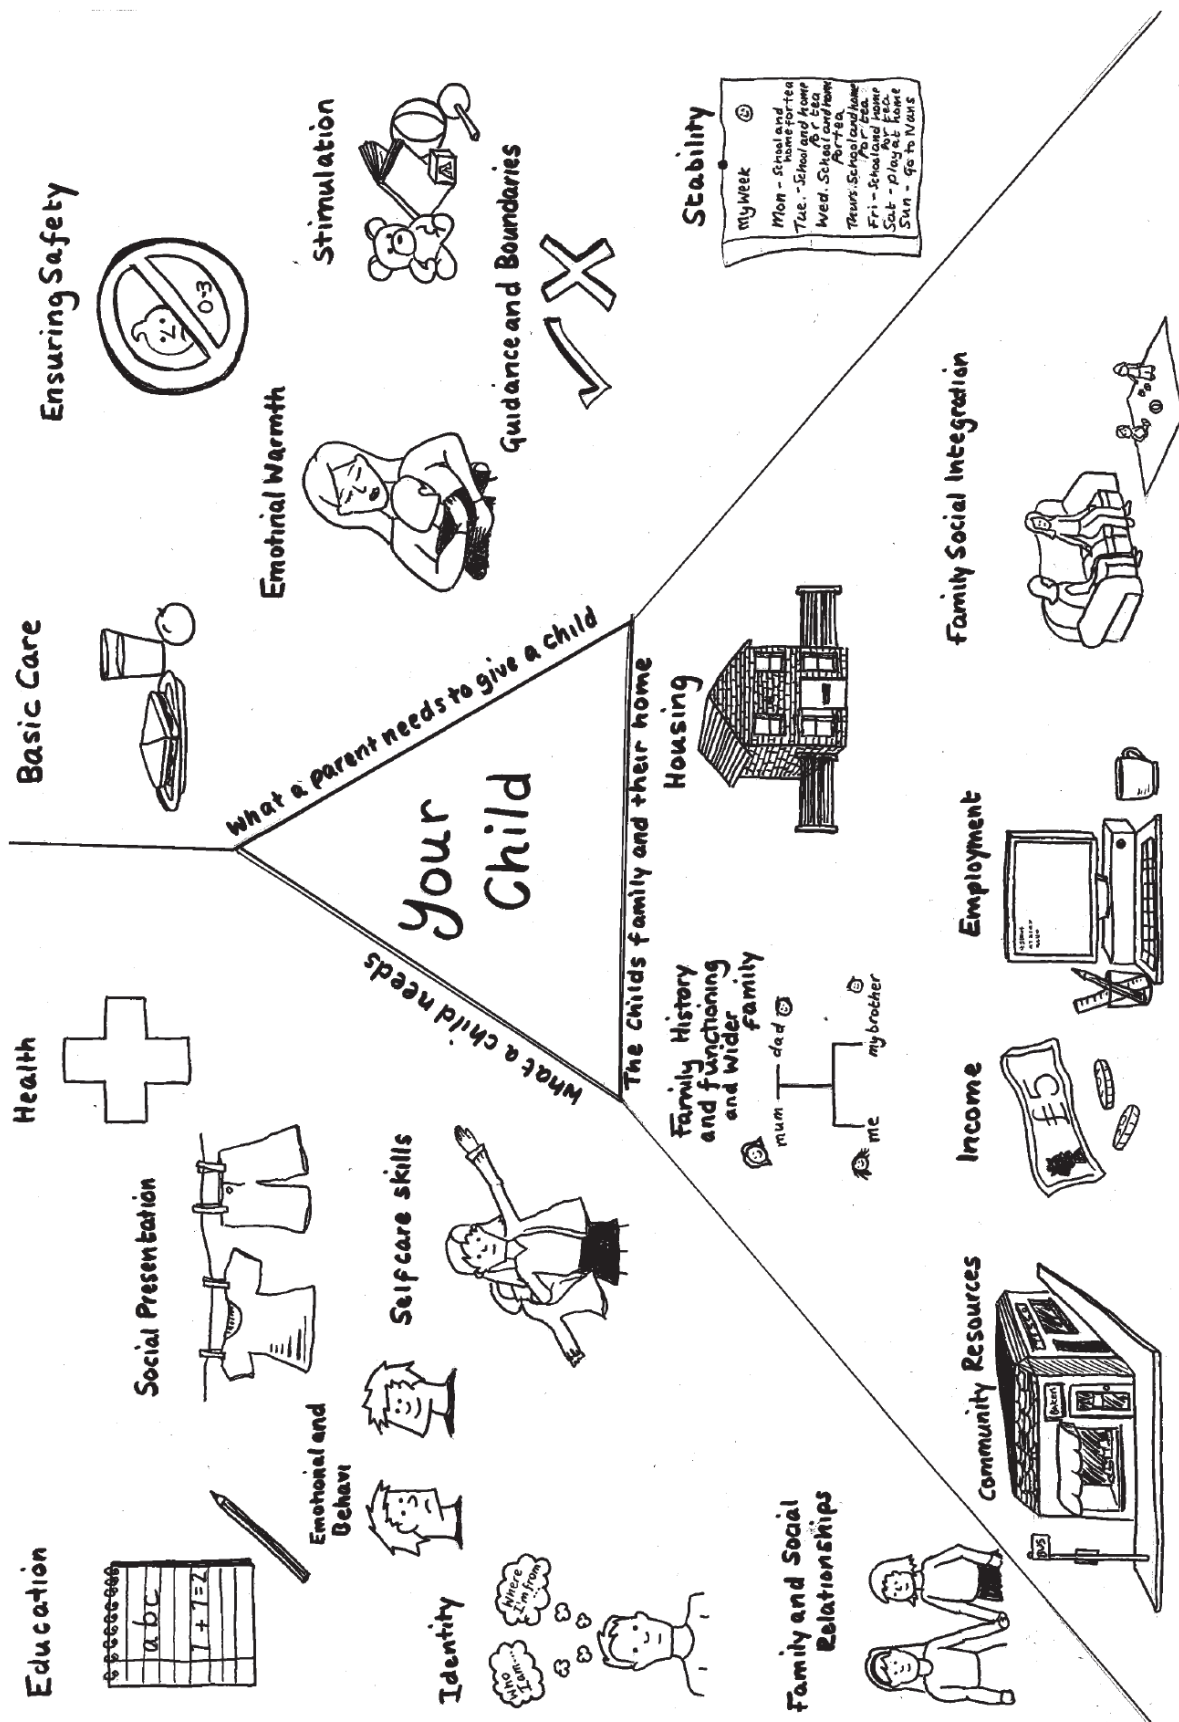 Education
abc
1 + 1 = 2
Social Presentation
Health
Emotional and
Behavi
Selfcare skills
Identity
Who
I am...
Where
I'm from
Family and Social
Relationships
What a child needs
Your
Child
What a parent needs to give a child
The Childs family and their home
Basic Care
Ensuring Safety
0-3
Emotinal Warmth
Stimulation
Guidance and Boundaries
Stability
My Week
Mon - School and
home for tea
Tue. - School and home
for tea
Wed. School and home
for tea
Thurs. School and home
for tea
Fri - School and home
for tea
Sat - play at home
Sun - Go to Nans
Family History
and functioning
and wider
family
mum
dad
me
my brother
Housing
Community Resources
BUS
Income
Employment
Family Social Integration